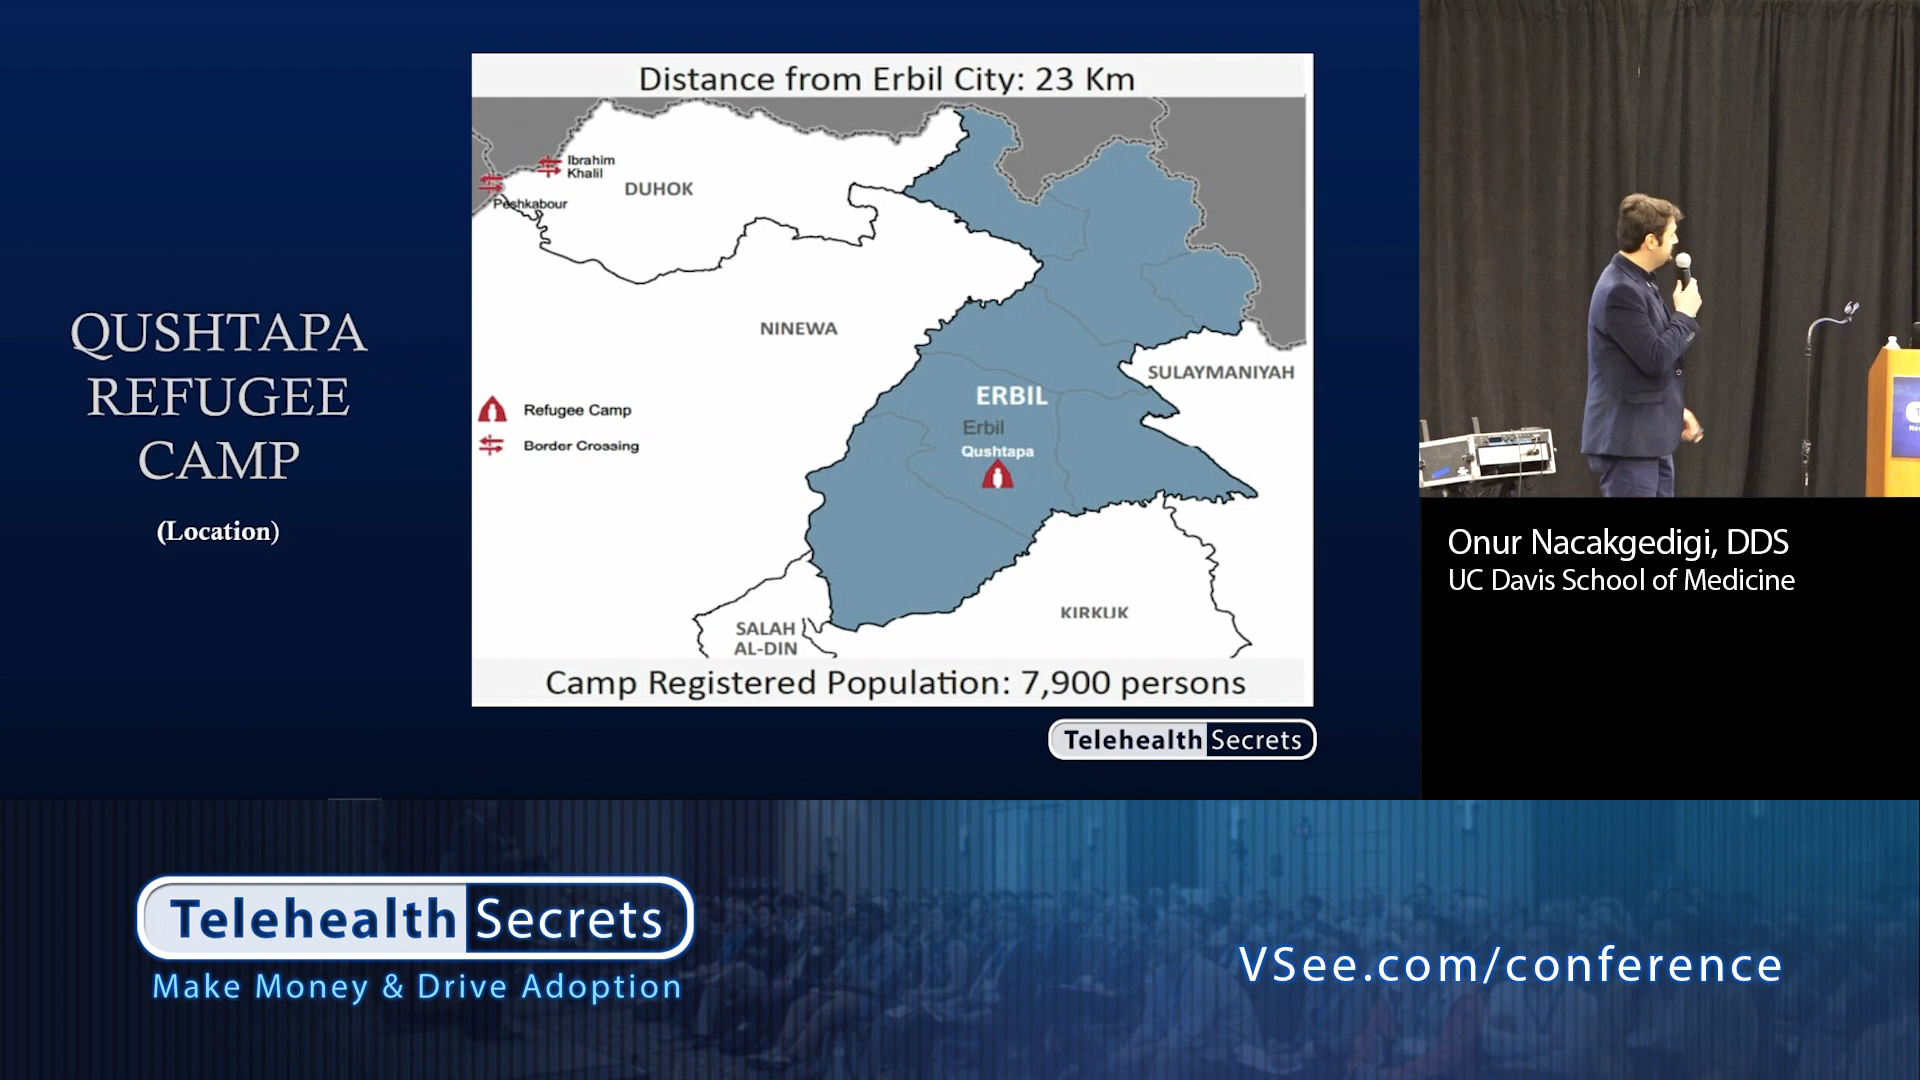 QUSHTAPA
REFUGEE
CAMP
(Location)
Distance from Erbil City: 23 Km
Ibrahim
Khalil
Peshkabour
DUHOK
NINEWA
SULAYMANIYAH
ERBIL
Erbil
Qushtapa
Refugee Camp
Border Crossing
KIRKUK
SALAH
AL-DIN
Camp Registered Population: 7,900 persons
Telehealth Secrets
Onur Nacakgedigi, DDS
UC Davis School of Medicine
Telehealth Secrets
Make Money & Drive Adoption
VSee.com/conference